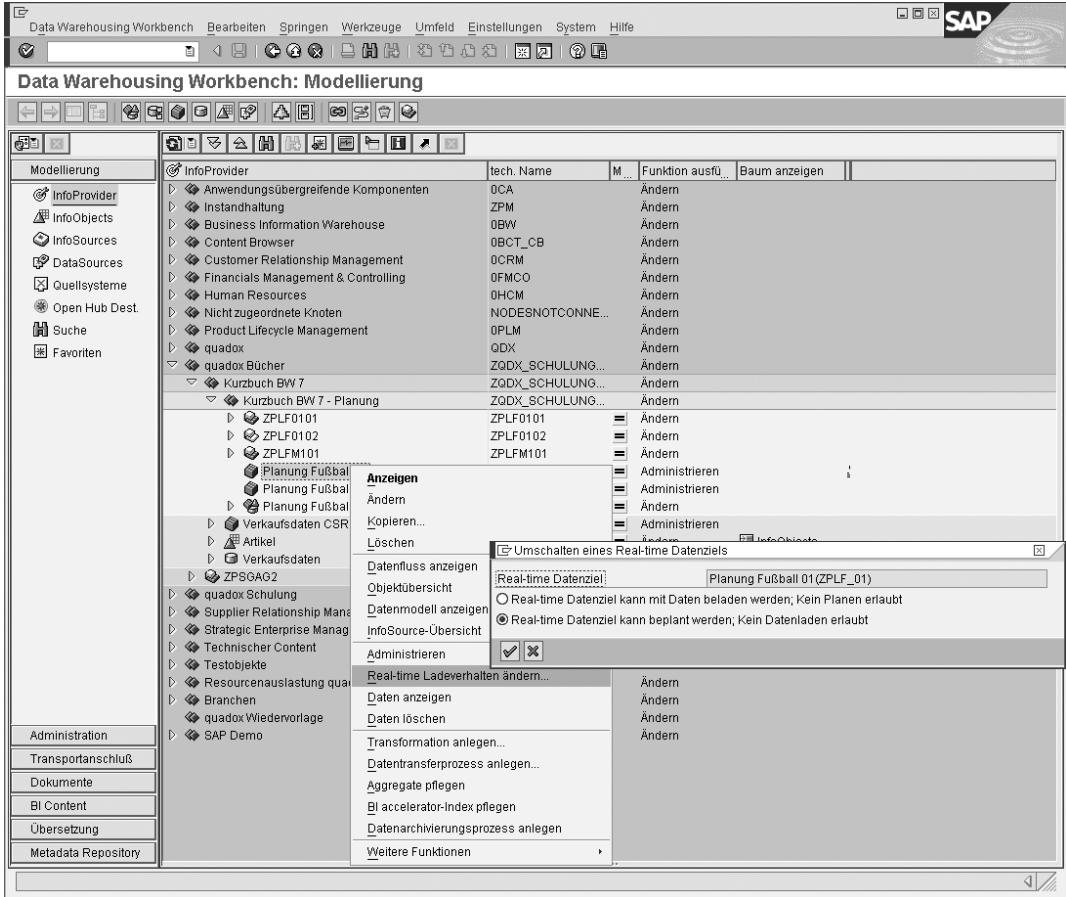 Data Warehousing Workbench Bearbeiten Springen Werkzeuge Umfeld Einstellungen System Hilfe
SAP
Data Warehousing Workbench: Modellierung
Modellierung
InfoProvider
InfoObjects
InfoSources
DataSources
Quellsysteme
Open Hub Dest.
Suche
Favoriten
Administration
Transportanschluß
Dokumente
BI Content
Übersetzung
Metadata Repository
InfoProvider tech. Name M... Funktion ausfü... Baum anzeigen
Anwendungsübergreifende Komponenten 0CA Ändern
Instandhaltung ZPM Ändern
Business Information Warehouse 0BW Ändern
Content Browser 0BCT_CB Ändern
Customer Relationship Management 0CRM Ändern
Financials Management & Controlling 0FMCO Ändern
Human Resources 0HCM Ändern
Nicht zugeordnete Knoten NODESNOTCONNE... Ändern
Product Lifecycle Management 0PLM Ändern
quadox QDX Ändern
quadox Bücher ZQDX_SCHULUNG... Ändern
Kurzbuch BW 7 ZQDX_SCHULUNG... Ändern
Kurzbuch BW 7 - Planung ZQDX_SCHULUNG... Ändern
ZPLF0101 ZPLF0101 = Ändern
ZPLF0102 ZPLF0102 = Ändern
ZPLFM101 ZPLFM101 = Ändern
Planung Fußbal = Administrieren
Planung Fußbal = Administrieren
Planung Fußbal = Ändern
Verkaufsdaten CSR = Administrieren
Artikel = Ändern InfoObjects
Verkaufsdaten
ZPSGAG2
quadox Schulung
Supplier Relationship Mana
Strategic Enterprise Manag
Technischer Content
Testobjekte
Resourcenauslastung qua Ändern
Branchen Ändern
quadox Wiedervorlage Ändern
SAP Demo Ändern
Anzeigen
Ändern
Kopieren...
Löschen
Datenfluss anzeigen
Objektübersicht
Datenmodell anzeigen
InfoSource-Übersicht
Administrieren
Real-time Ladeverhalten ändern...
Daten anzeigen
Daten löschen
Transformation anlegen...
Datentransferprozess anlegen...
Aggregate pflegen
BI accelerator-Index pflegen
Datenarchivierungsprozess anlegen
Weitere Funktionen
Umschalten eines Real-time Datenziels
Real-time Datenziel Planung Fußball 01(ZPLF_01)
Real-time Datenziel kann mit Daten beladen werden; Kein Planen erlaubt
Real-time Datenziel kann beplant werden; Kein Datenladen erlaubt